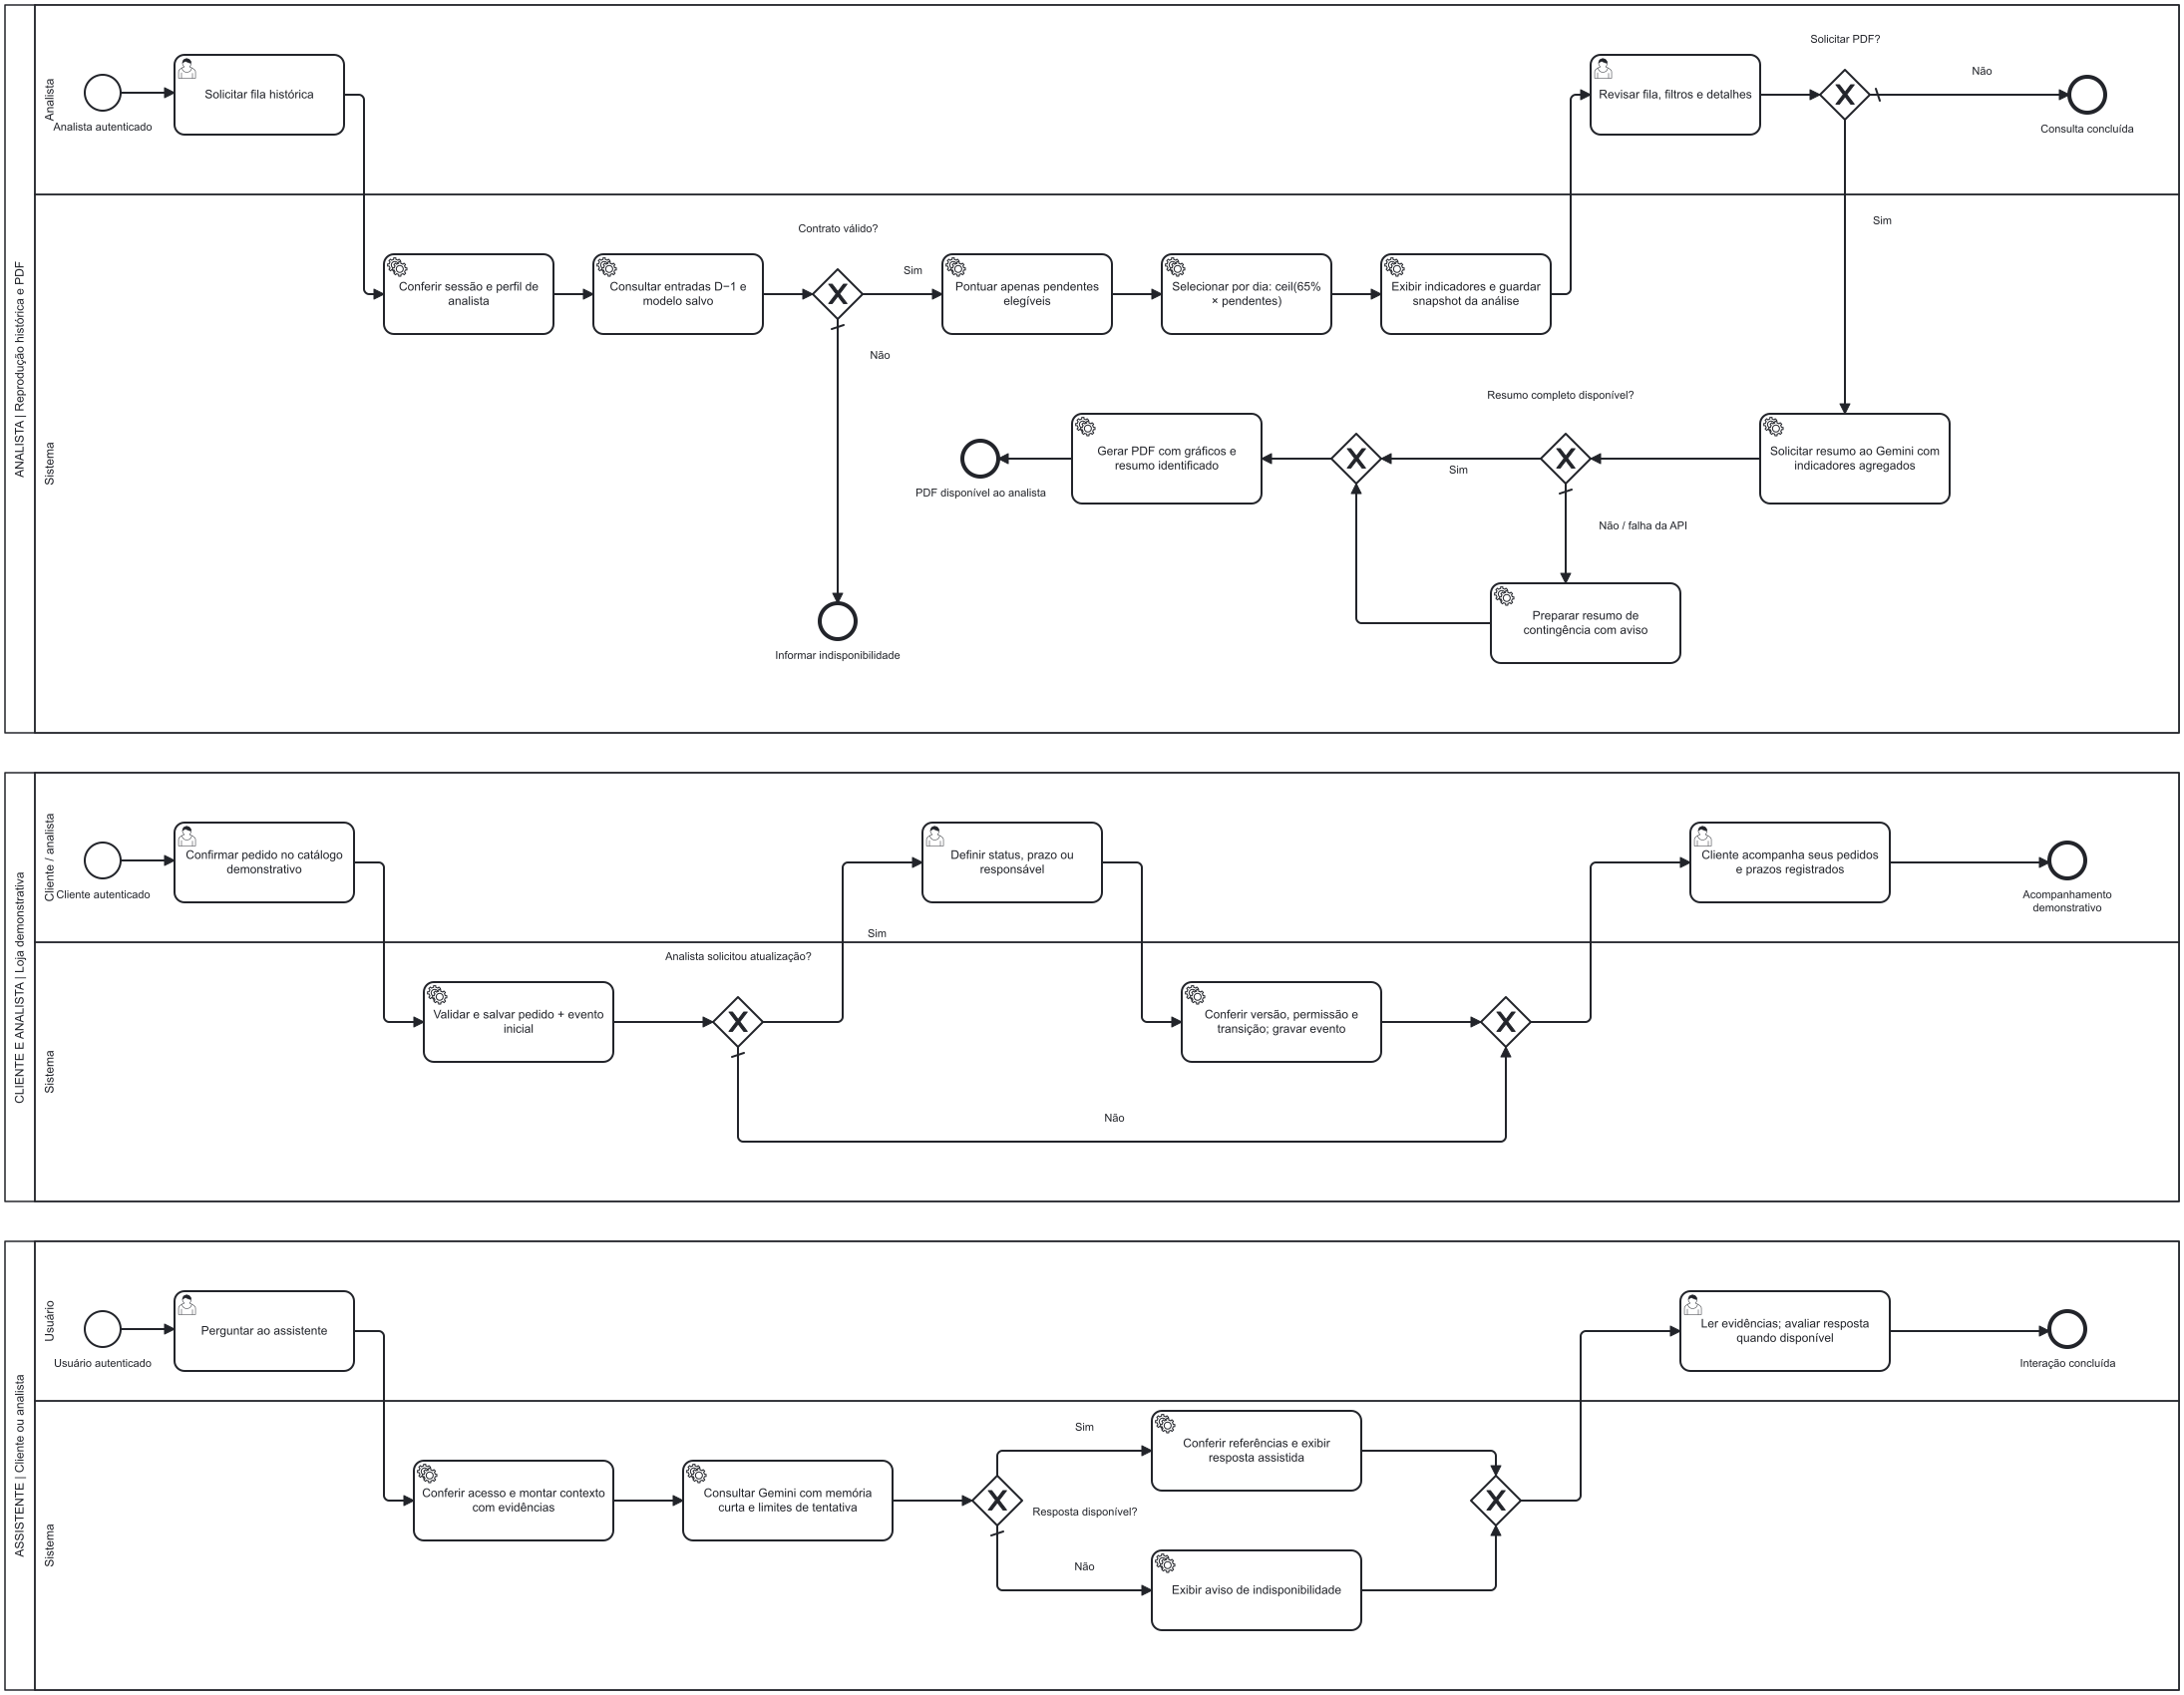 ANALISTA | Reprodução histórica e PDF
Analista
Analista autenticado
Solicitar fila histórica
Revisar fila, filtros e detalhes
Solicitar PDF?
Não
Consulta concluída
Sim
Sistema
Conferir sessão e perfil de
analista
Consultar entradas D−1 e
modelo salvo
Contrato válido?
Sim
Não
Pontuar apenas pendentes
elegíveis
Selecionar por dia: ceil(65%
× pendentes)
Exibir indicadores e guardar
snapshot da análise
Informar indisponibilidade
Solicitar resumo ao Gemini com
indicadores agregados
Resumo completo disponível?
Sim
Não / falha da API
Preparar resumo de
contingência com aviso
Gerar PDF com gráficos e
resumo identificado
PDF disponível ao analista
CLIENTE E ANALISTA | Loja demonstrativa
Cliente / analista
Cliente autenticado
Confirmar pedido no catálogo
demonstrativo
Definir status, prazo ou
responsável
Cliente acompanha seus pedidos
e prazos registrados
Acompanhamento
demonstrativo
Sim
Sistema
Analista solicitou atualização?
Validar e salvar pedido + evento
inicial
Conferir versão, permissão e
transição; gravar evento
Não
ASSISTENTE | Cliente ou analista
Usuário
Usuário autenticado
Perguntar ao assistente
Ler evidências; avaliar resposta
quando disponível
Interação concluída
Sistema
Conferir acesso e montar contexto
com evidências
Consultar Gemini com memória
curta e limites de tentativa
Resposta disponível?
Sim
Conferir referências e exibir
resposta assistida
Não
Exibir aviso de indisponibilidade